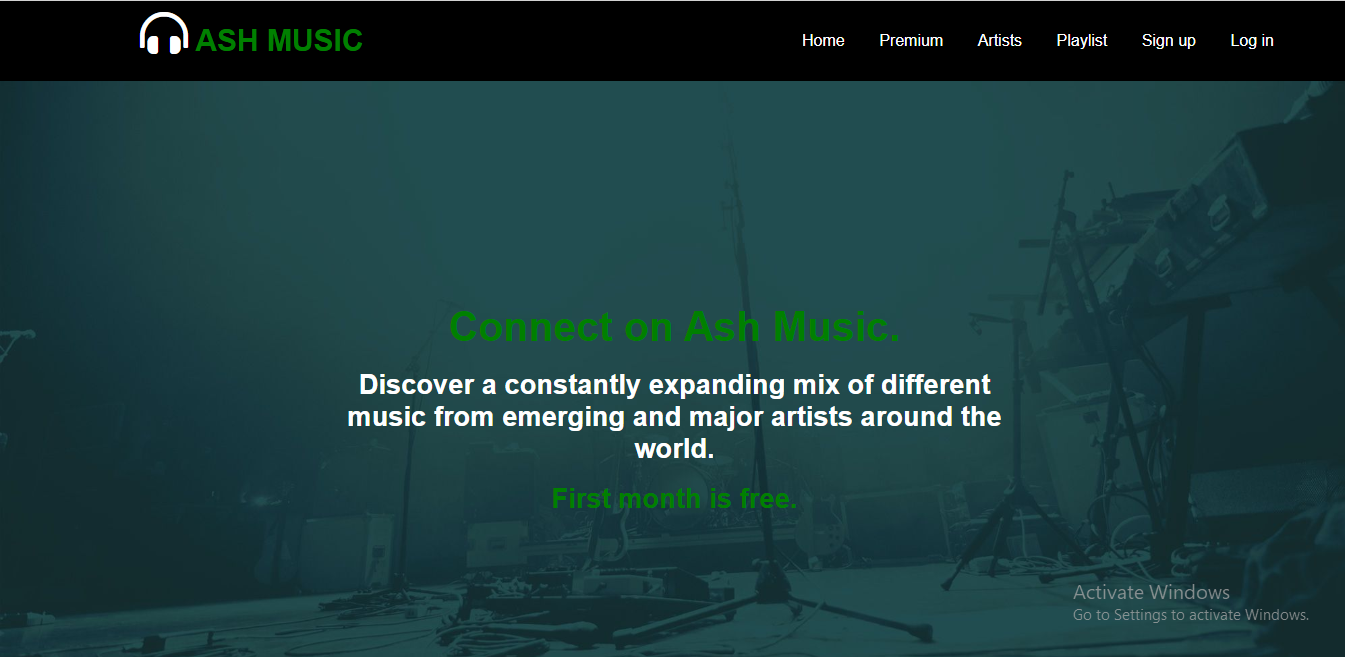 ASH MUSIC
Home Premium Artists Playlist Sign up Log in
Connect on Ash Music.
Discover a constantly expanding mix of different
music from emerging and major artists around the
world.
First month is free.
Activate Windows
Go to Settings to activate Windows.